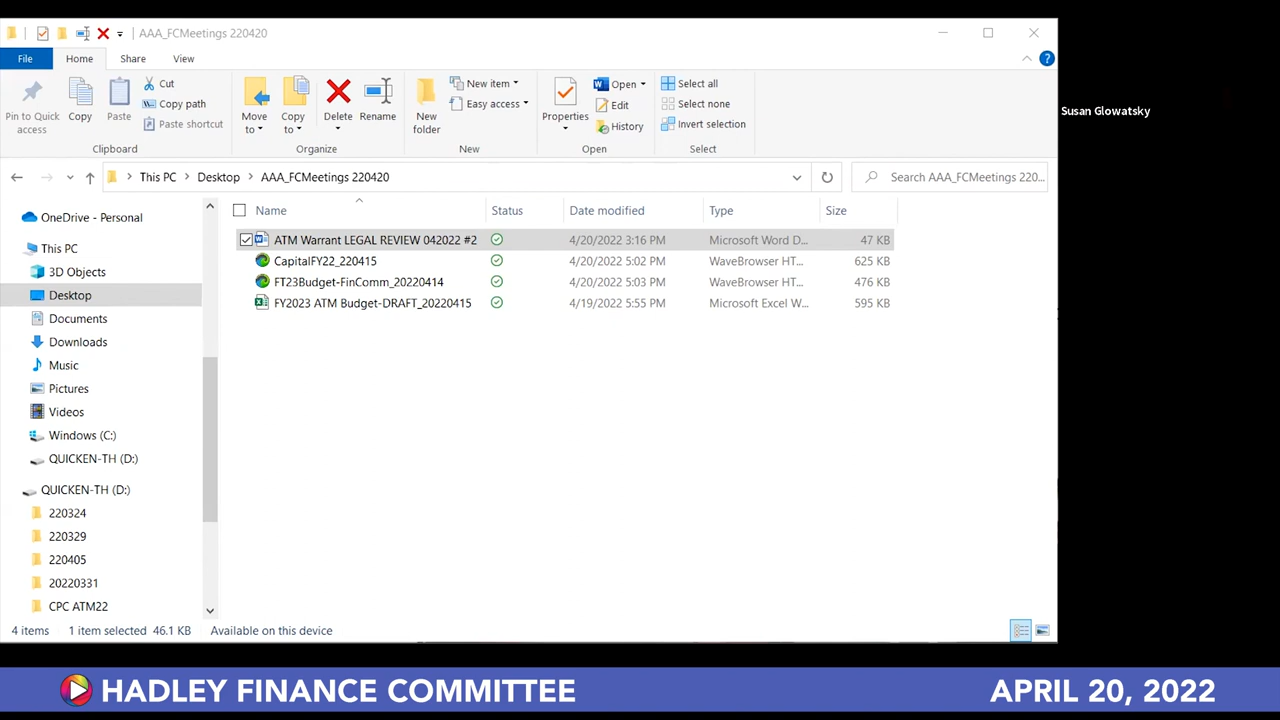 AAA_FCMeetings 220420
File Home Share View
Pin to Quick access
Copy
Paste
Cut
Copy path
Paste shortcut
Clipboard
Move to
Copy to
Delete
Rename
Organize
New folder
New item
Easy access
New
Properties
Open
Edit
History
Open
Select all
Select none
Invert selection
Select
Susan Glowatsky
This PC Desktop AAA_FCMeetings 220420
Search AAA_FCMeetings 220...
Name Status Date modified Type Size
ATM Warrant LEGAL REVIEW 042022 #2 4/20/2022 3:16 PM Microsoft Word D... 47 KB
CapitalFY22_220415 4/20/2022 5:02 PM WaveBrowser HT... 625 KB
FT23Budget-FinComm_20220414 4/20/2022 5:03 PM WaveBrowser HT... 476 KB
FY2023 ATM Budget-DRAFT_20220415 4/19/2022 5:55 PM Microsoft Excel W... 595 KB
OneDrive - Personal
This PC
3D Objects
Desktop
Documents
Downloads
Music
Pictures
Videos
Windows (C:)
QUICKEN-TH (D:)
QUICKEN-TH (D:)
220324
220329
220405
20220331
CPC ATM22
4 items 1 item selected 46.1 KB Available on this device
HADLEY FINANCE COMMITTEE
APRIL 20, 2022